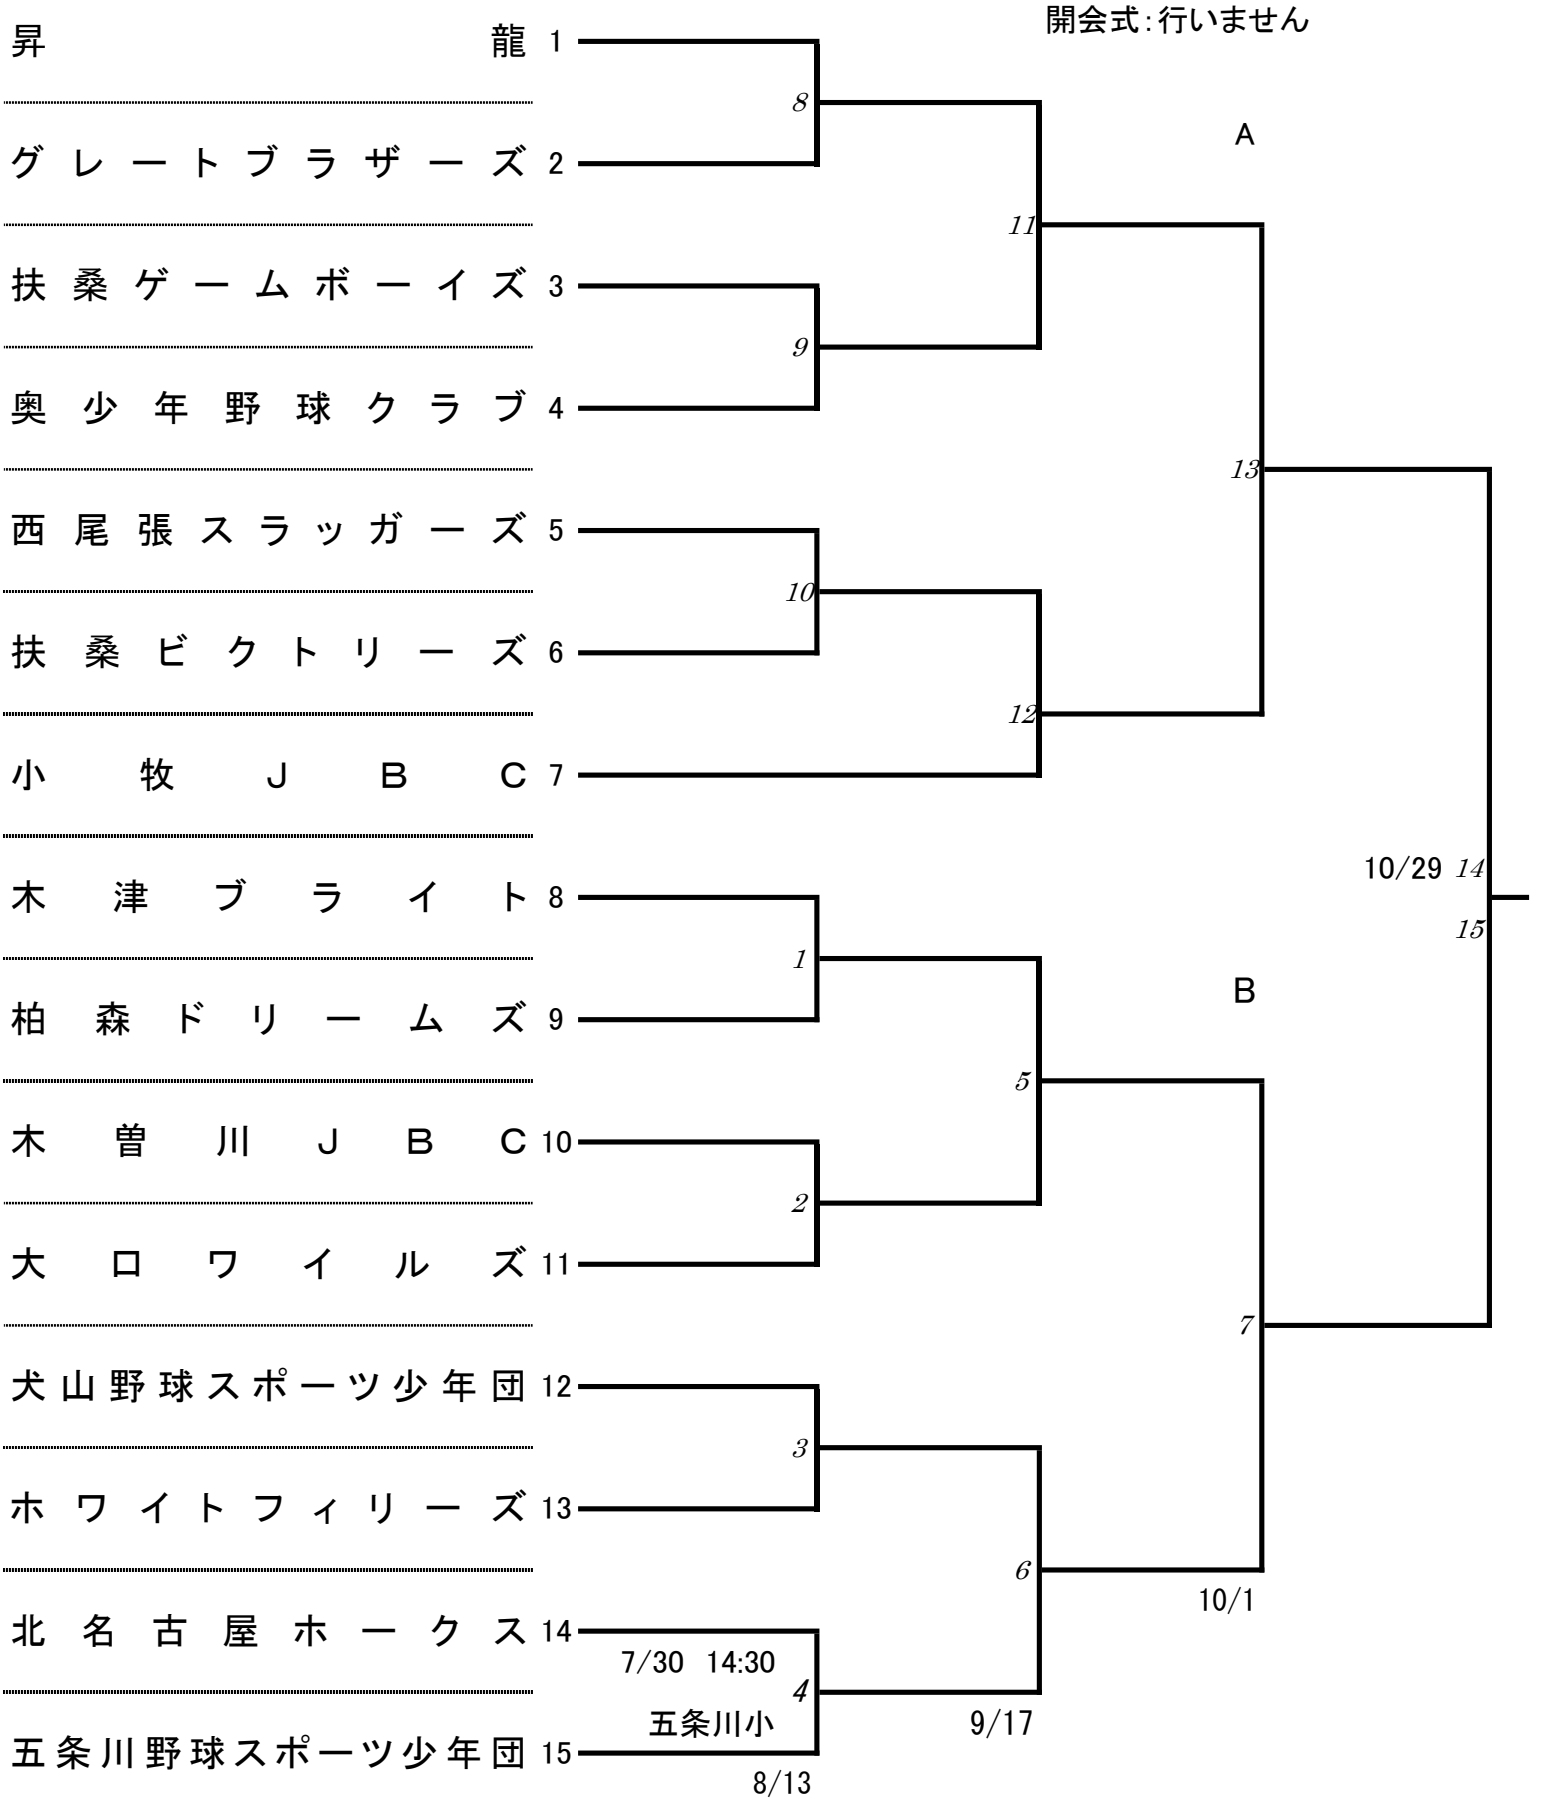 開会式：行いません
昇龍 1
8
A
グレートブラザーズ 2
11
扶桑ゲームボーイズ 3
9
奥少年野球クラブ 4
13
西尾張スラッガーズ 5
10
扶桑ビクトリーズ 6
12
小牧JBC 7
10/29 14
木津ブライト 8
15
1
B
柏森ドリームズ 9
5
木曽川JBC 10
2
大口ワイルズ 11
7
犬山野球スポーツ少年団 12
3
ホワイトフィリーズ 13
6
10/1
北名古屋ホークス 14
7/30 14:30
4
五条川小
9/17
五条川野球スポーツ少年団 15
8/13